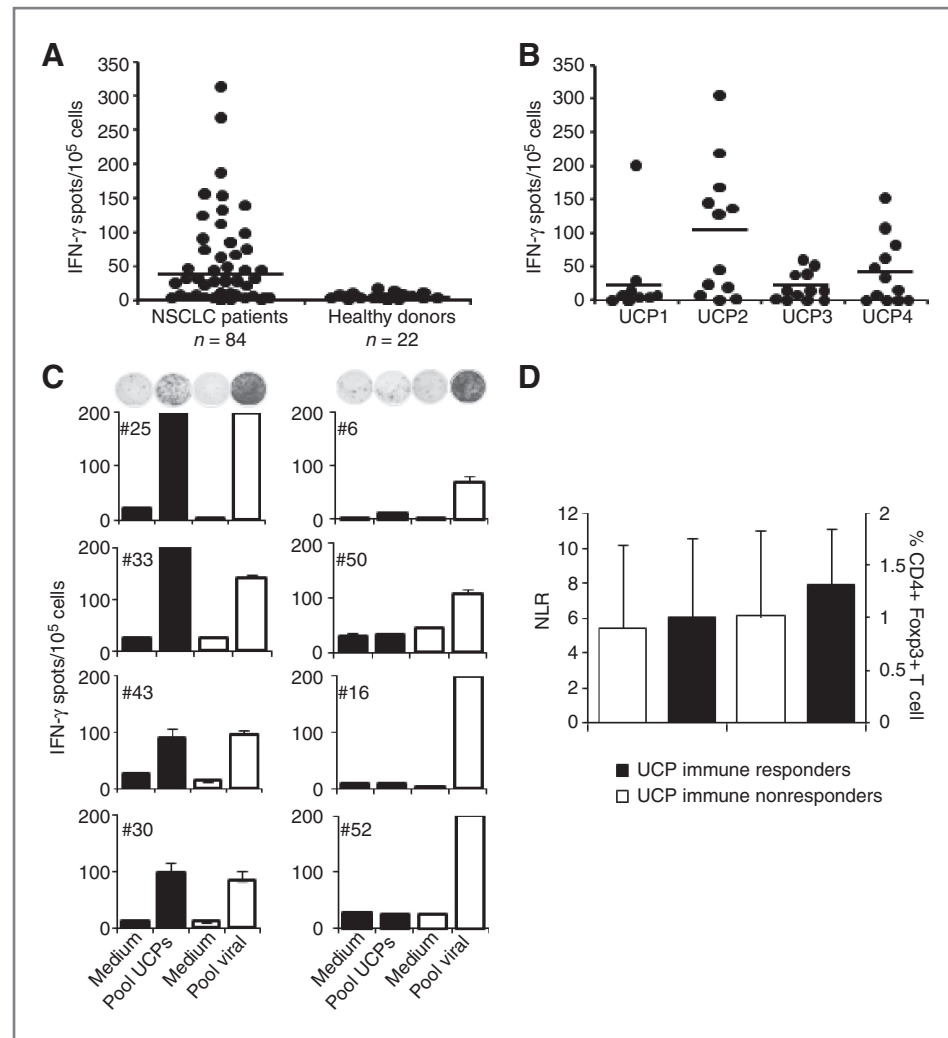 A
350
300
250
200
150
100
50
0
IFN-γ spots/10⁵ cells
NSCLC patients
n = 84
Healthy donors
n = 22
B
350
300
250
200
150
100
50
0
IFN-γ spots/10⁵ cells
UCP1 UCP2 UCP3 UCP4
C
IFN-γ spots/10⁵ cells
200
#25
100
0
200
#33
100
0
200
#43
100
0
200
#30
100
0
Medium
Pool UCPs
Medium
Pool viral
200
#6
100
0
200
#50
100
0
200
#16
100
0
200
#52
100
0
Medium
Pool UCPs
Medium
Pool viral
D
12
10
8
6
4
2
0
NLR
2
1.5
1
0.5
0
% CD4+ Foxp3+ T cell
UCP immune responders
UCP immune nonresponders